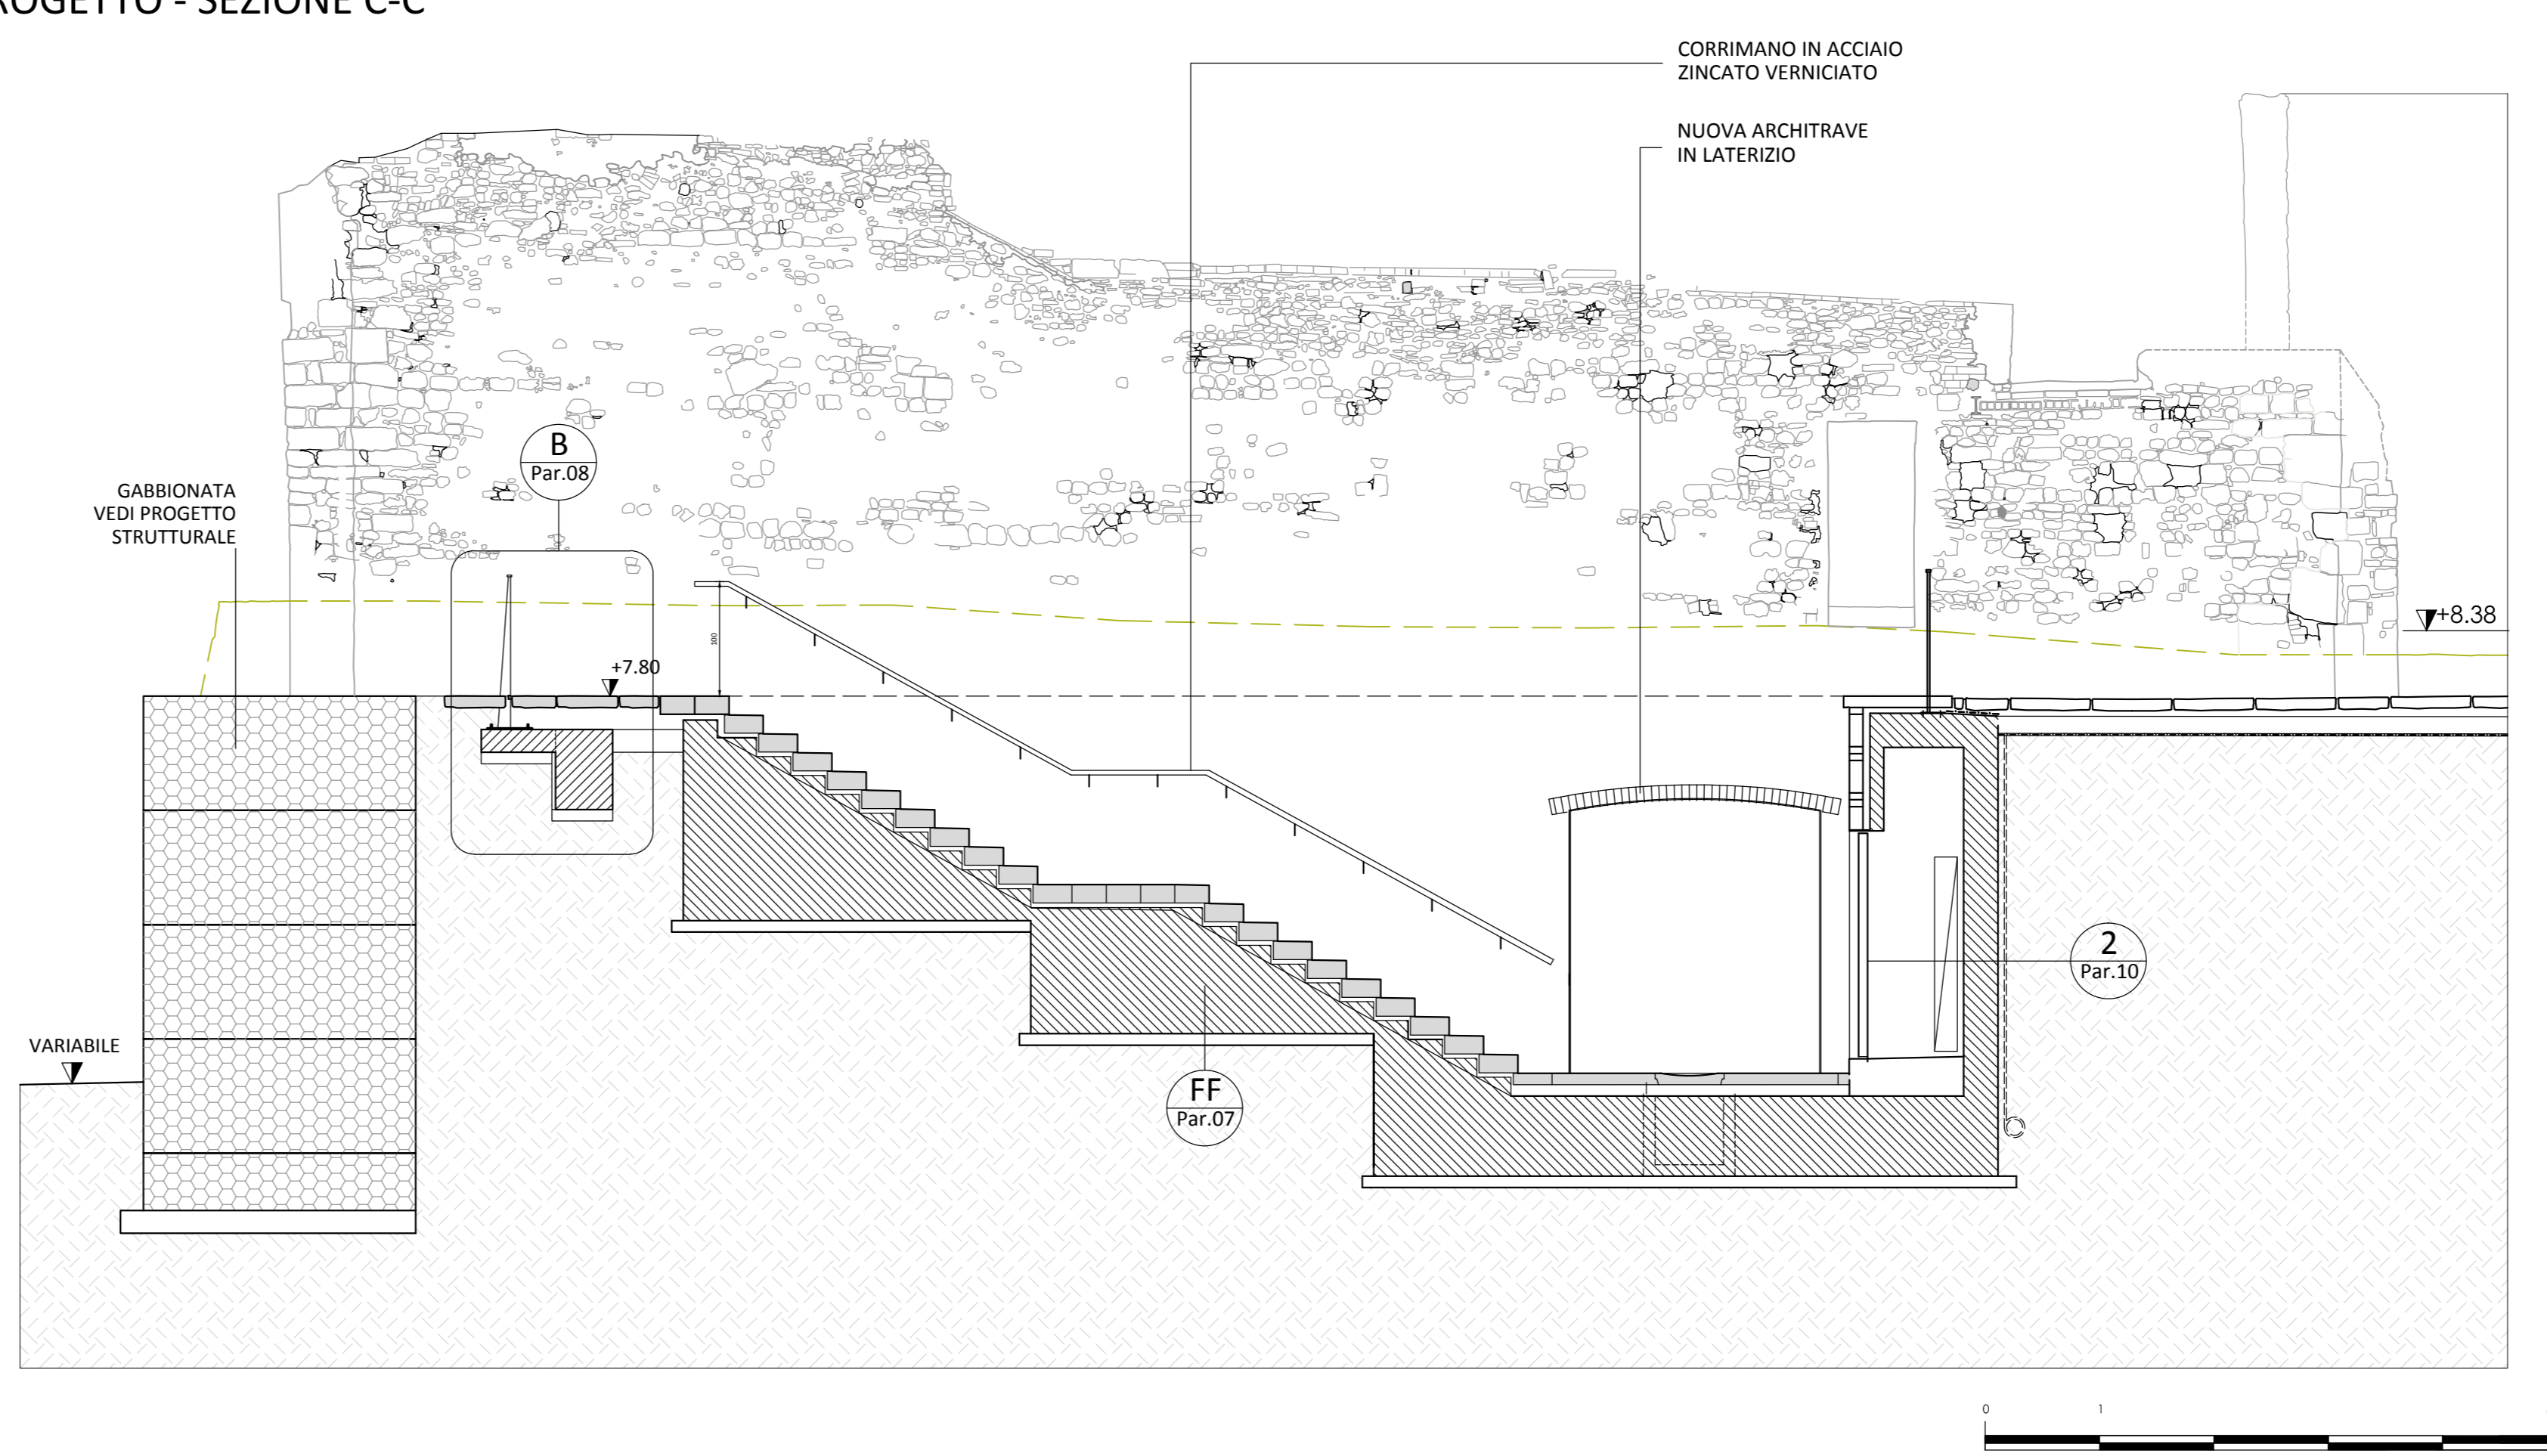 ROGETTO - SEZIONE C-C
CORRIMANO IN ACCIAIO
ZINCATO VERNICIATO
NUOVA ARCHITRAVE
IN LATERIZIO
B
Par.08
GABBIONATA
VEDI PROGETTO
STRUTTURALE
+8.38
100
+7.80
2
Par.10
VARIABILE
FF
Par.07
0 1